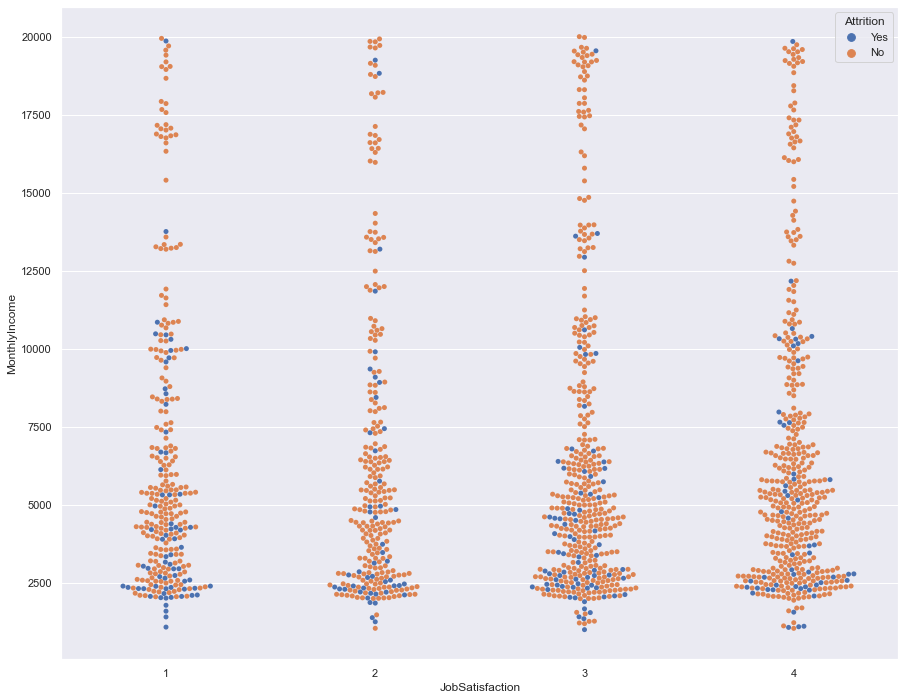 Attrition
Yes
No
20000
17500
15000
12500
10000
7500
5000
2500
MonthlyIncome
1 2 3 4
JobSatisfaction